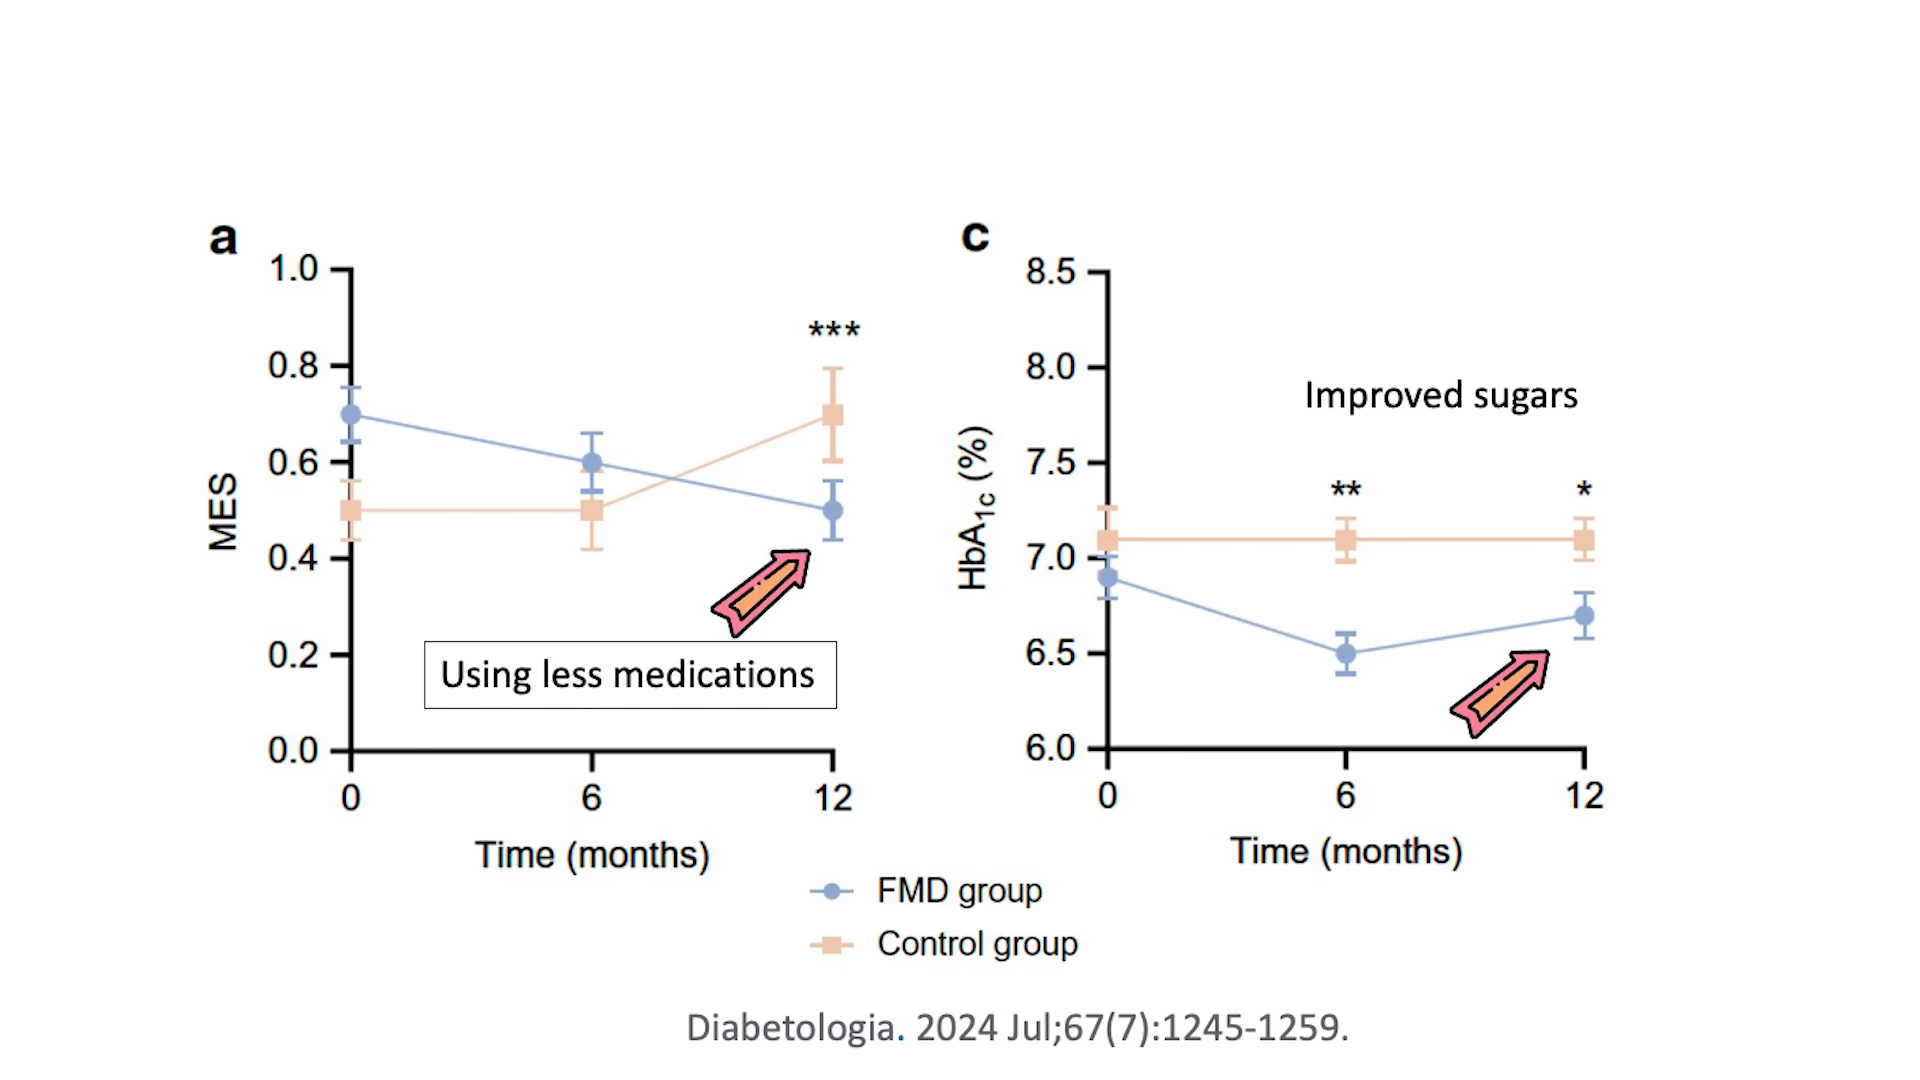 a
1.0
0.8
0.6
0.4
0.2
0.0
MES
***
Using less medications
0
6
12
Time (months)
c
8.5
8.0
7.5
7.0
6.5
6.0
HbA1c (%)
Improved sugars
**
*
0
6
12
Time (months)
FMD group
Control group
Diabetologia. 2024 Jul;67(7):1245-1259.